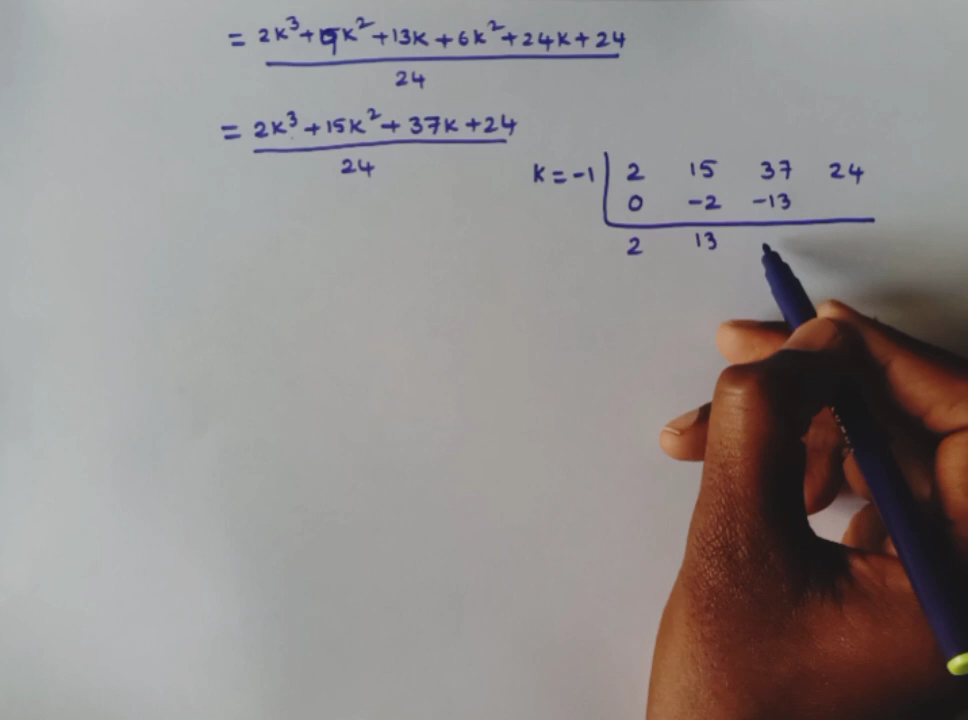 = 2k³+9k²+13k+6k²+24k+24
24
= 2k³+15k²+37k+24
24
k=-1 2 15 37 24
0 -2 -13
2 13